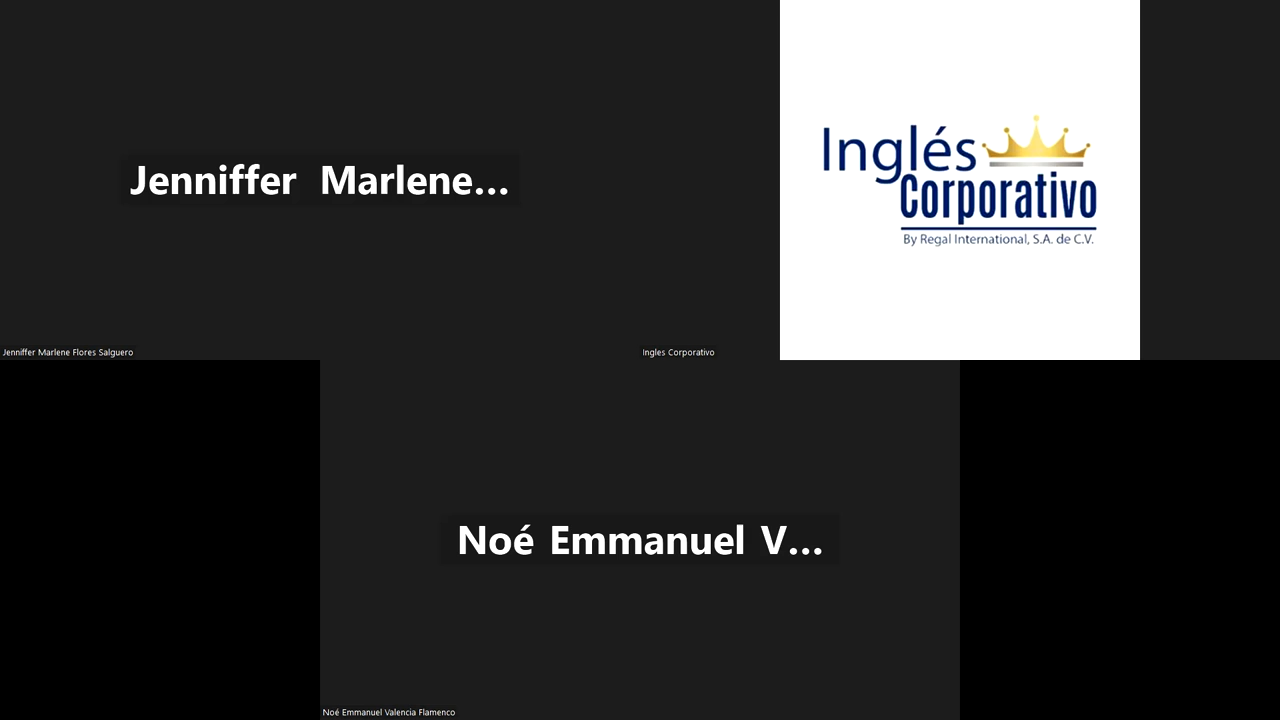 Jenniffer Marlene...
Inglés
Corporativo
By Regal International, S.A. de C.V.
Jenniffer Marlene Flores Salguero
Ingles Corporativo
Noé Emmanuel V...
Noé Emmanuel Valencia Flamenco